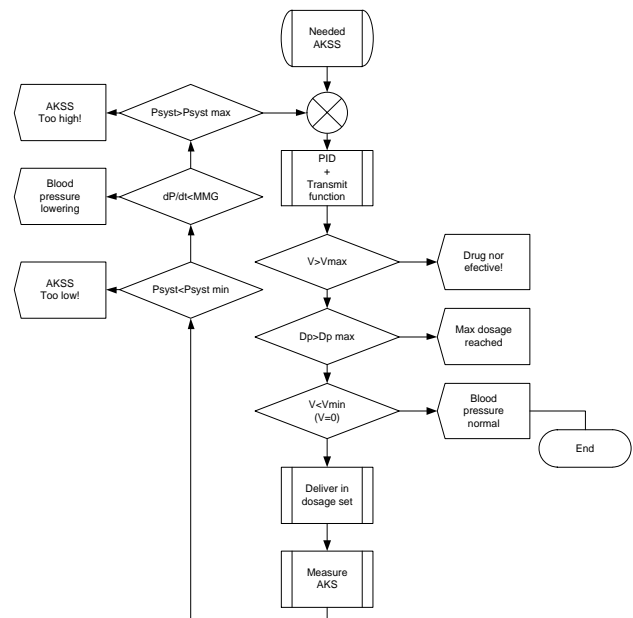 Needed
AKSS
AKSS
Too high!
Psyst>Psyst max
PID
+
Transmit
function
Blood
pressure
lowering
dP/dt<MMG
V>Vmax
Drug nor
efective!
AKSS
Too low!
Psyst<Psyst min
Dp>Dp max
Max dosage
reached
V<Vmin
(V=0)
Blood
pressure
normal
End
Deliver in
dosage set
Measure
AKS